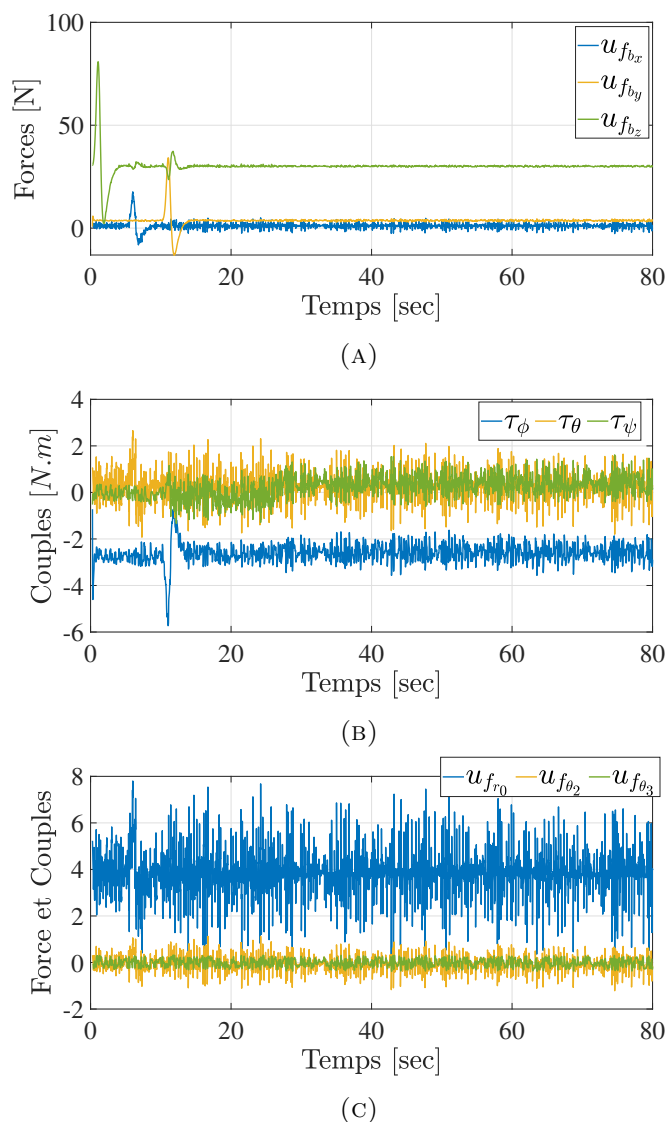 100
50
0
Forces [N]
u_{f_{b_x}}
u_{f_{b_y}}
u_{f_{b_z}}
0 20 40 60 80
Temps [sec]
(A)
4
2
0
-2
-4
-6
Couples [N.m]
τ_ϕ τ_θ τ_ψ
0 20 40 60 80
Temps [sec]
(B)
8
6
4
2
0
-2
Force et Couples
u_{f_{r_0}} u_{f_{θ_2}} u_{f_{θ_3}}
0 20 40 60 80
Temps [sec]
(C)